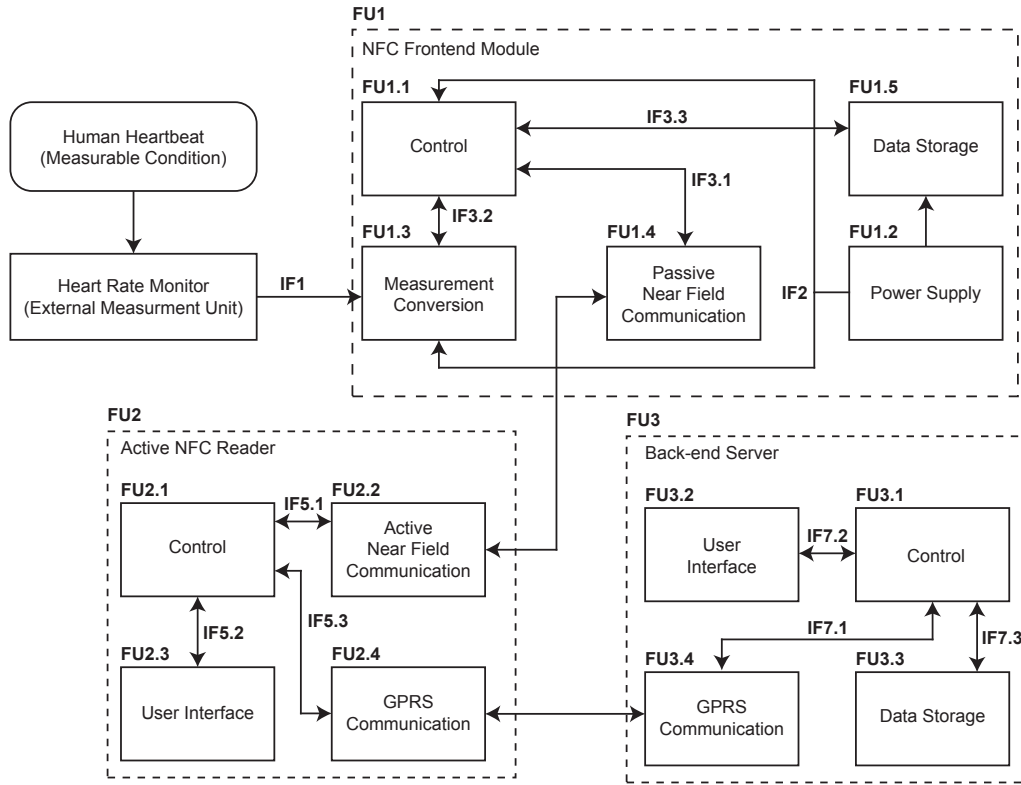 FU1
NFC Frontend Module
FU1.1
Control
IF3.3
FU1.5
Data Storage
Human Heartbeat
(Measurable Condition)
IF3.1
IF3.2
FU1.3
Measurement
Conversion
FU1.4
Passive
Near Field
Communication
FU1.2
Power Supply
IF2
Heart Rate Monitor
(External Measurment Unit)
IF1
FU2
Active NFC Reader
FU2.1
Control
IF5.1
FU2.2
Active
Near Field
Communication
IF5.2
IF5.3
FU2.3
User Interface
FU2.4
GPRS
Communication
FU3
Back-end Server
FU3.2
User
Interface
IF7.2
FU3.1
Control
IF7.1
IF7.3
FU3.4
GPRS
Communication
FU3.3
Data Storage